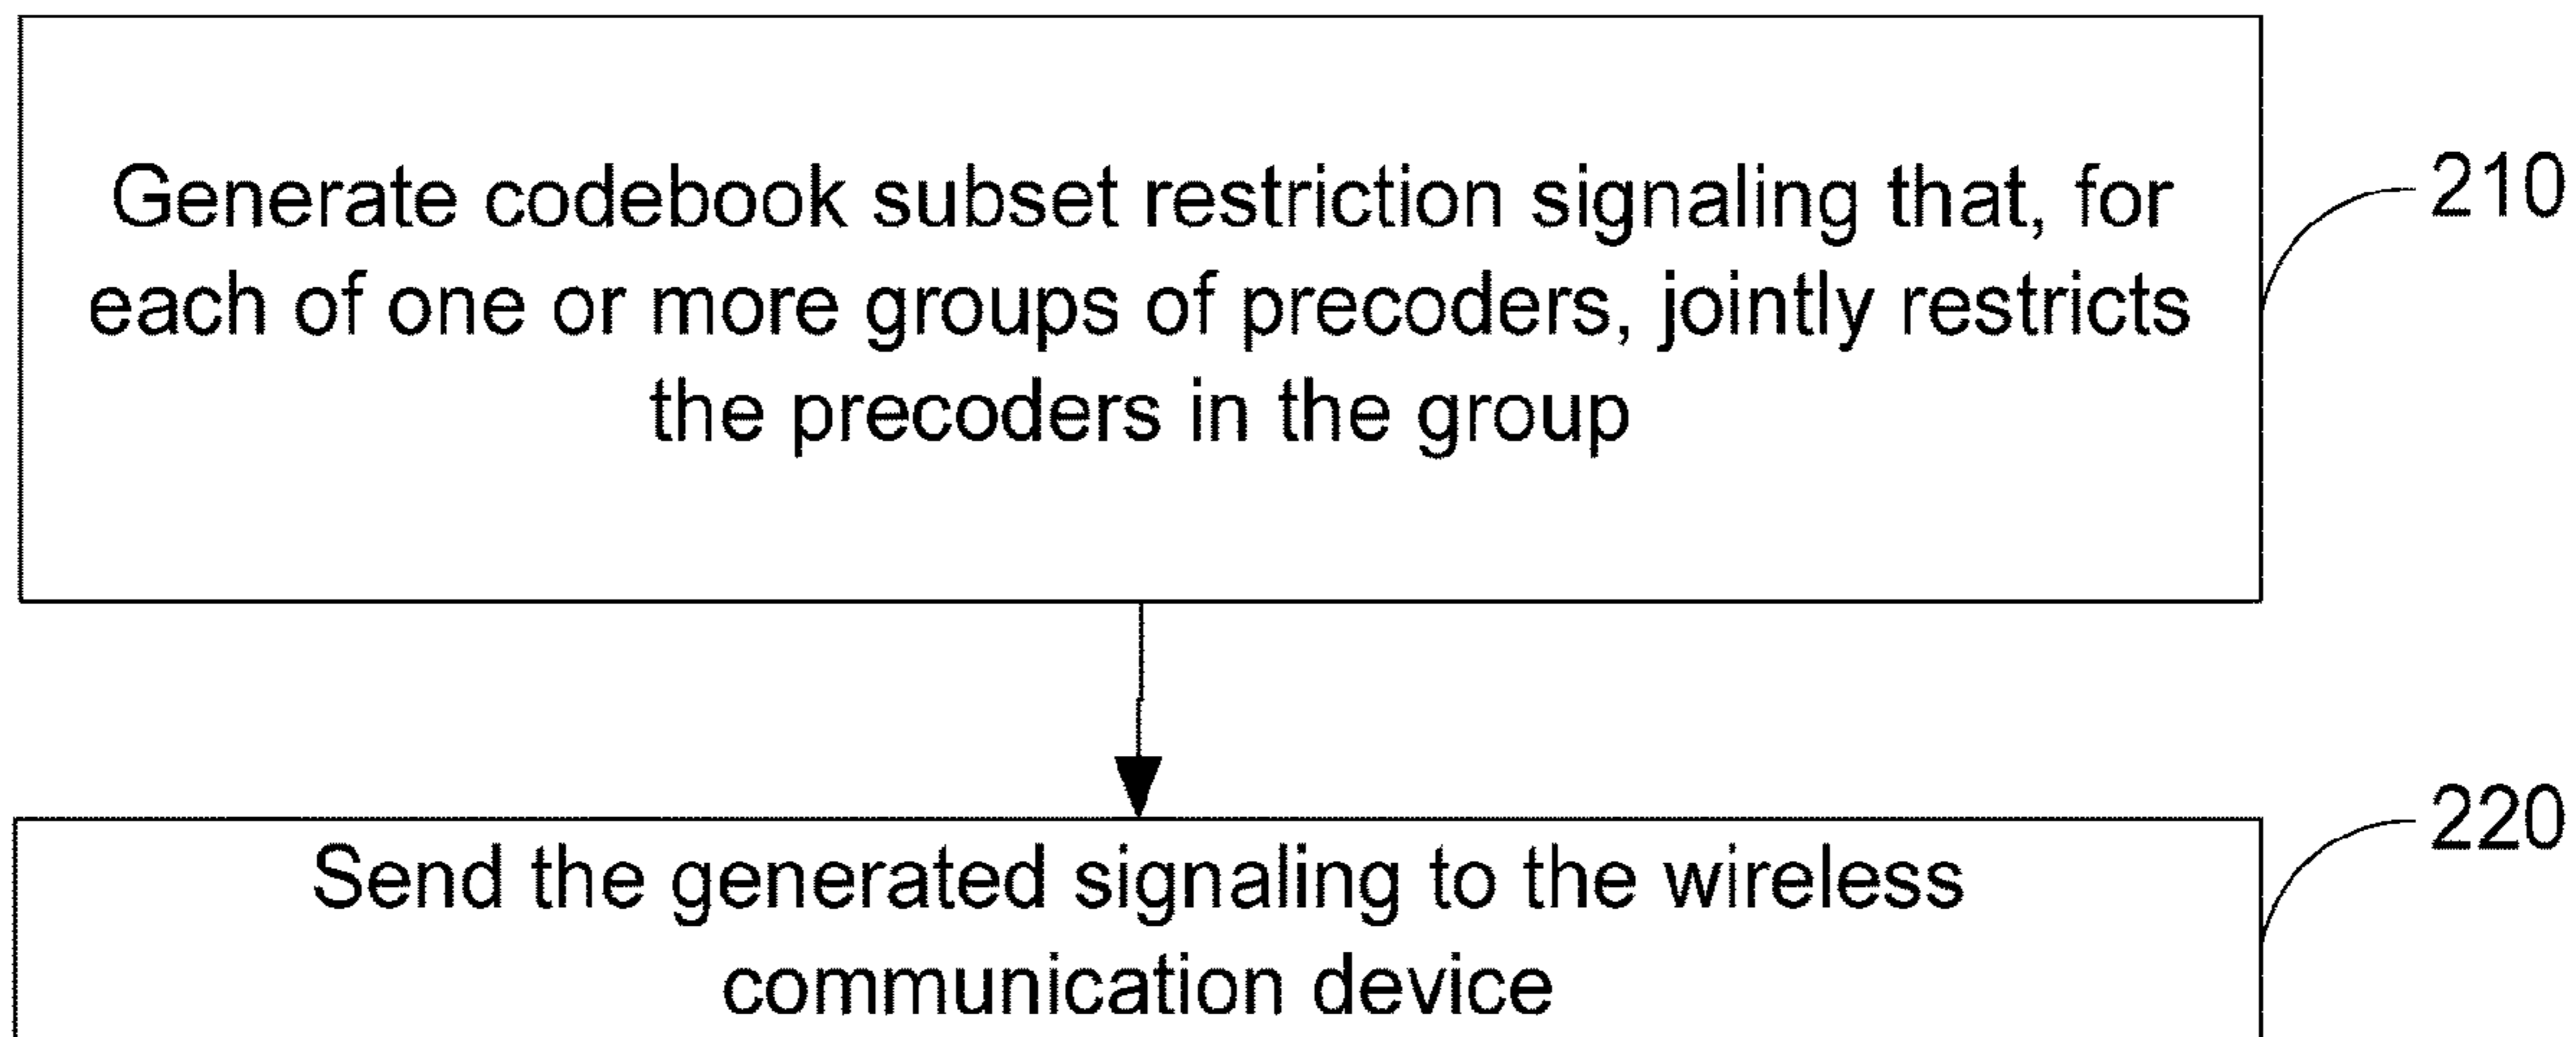 Generate codebook subset restriction signaling that, for
each of one or more groups of precoders, jointly restricts
the precoders in the group
210
Send the generated signaling to the wireless
communication device
220